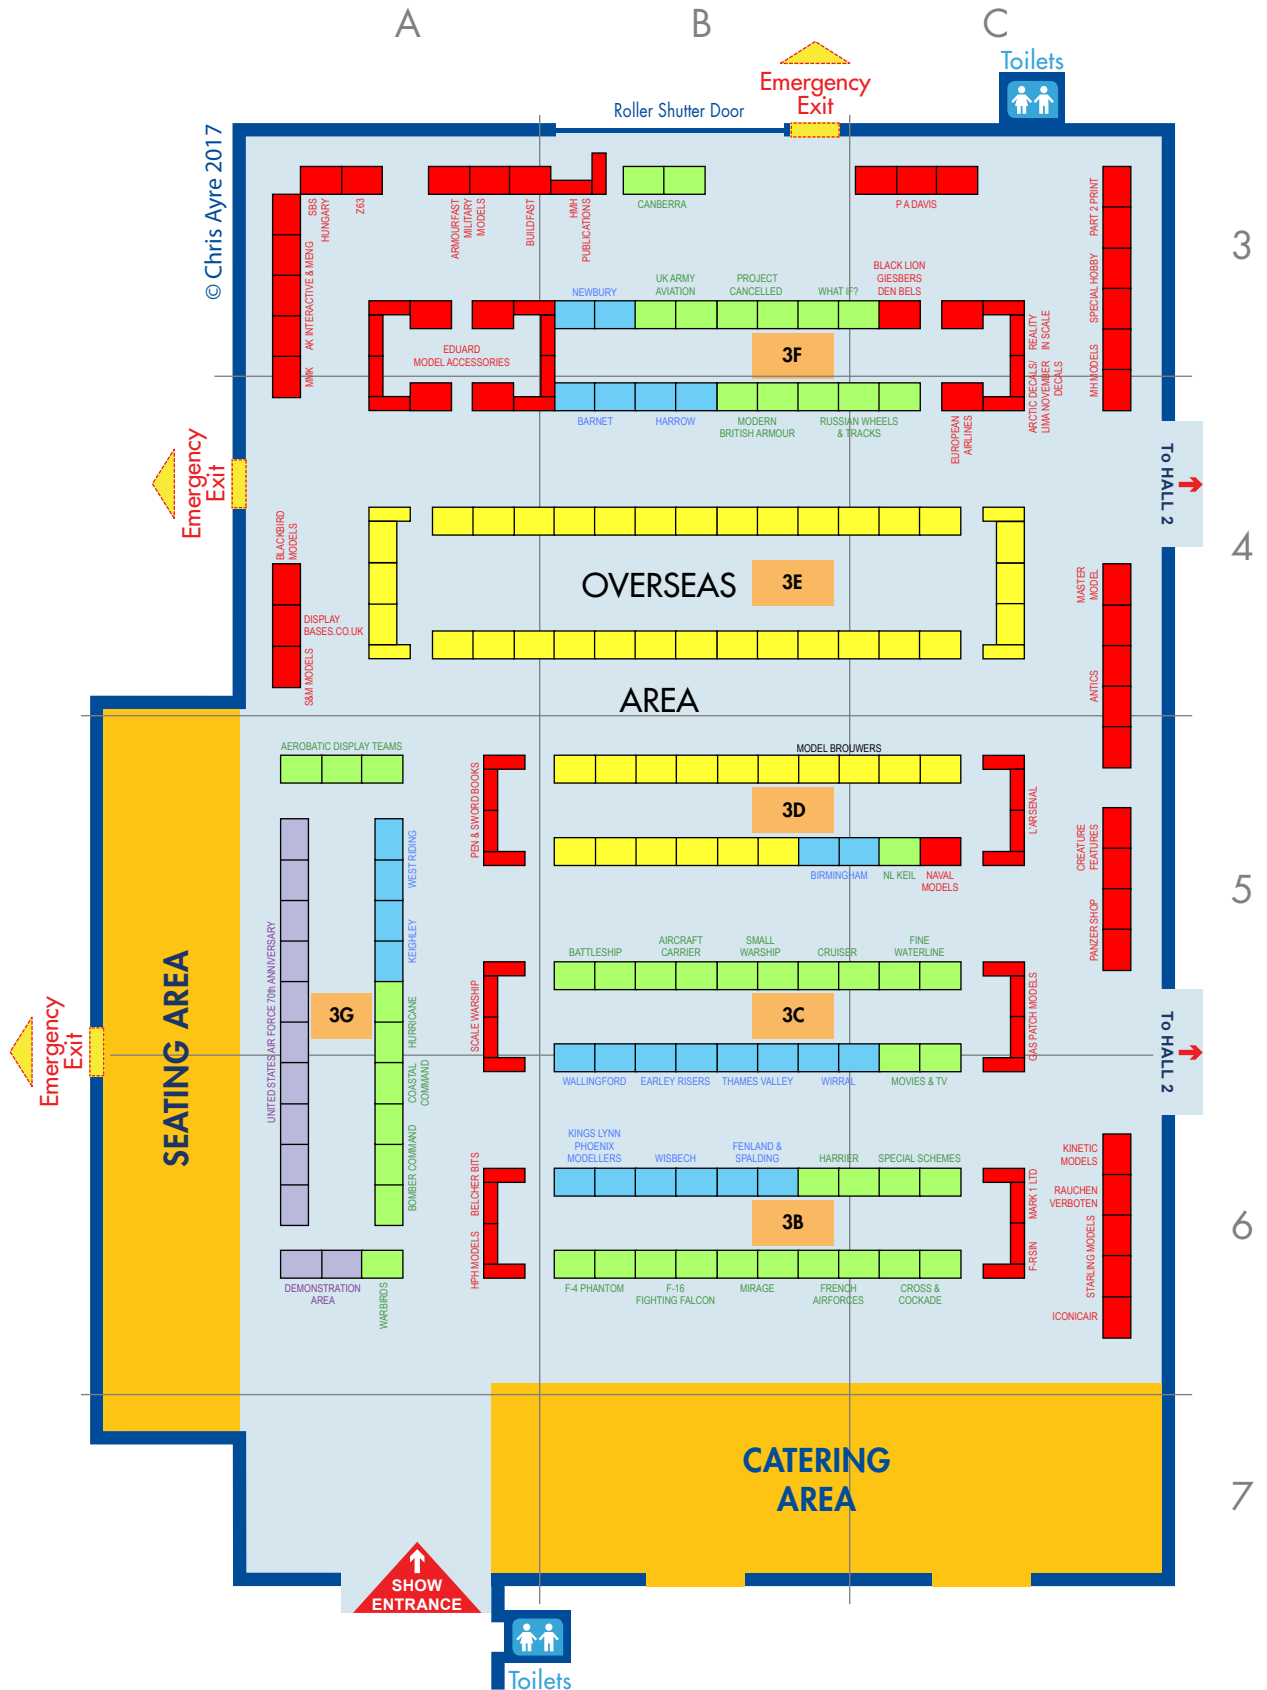 A
B
C
Toilets
Emergency
Exit
Roller Shutter Door
© Chris Ayre 2017
SBS
HUNGARY
Z63
ARMOURFAST
MILITARY
MODELS
BUILDFAST
HMH
PUBLICATIONS
CANBERRA
P A DAVIS
PART 2 PRINT
3
AK INTERACTIVE & MENG
MMK
EDUARD
MODEL ACCESSORIES
NEWBURY
UK ARMY
AVIATION
PROJECT
CANCELLED
WHAT IF?
BLACK LION
GIESBERS
DEN BELS
SPECIAL HOBBY
MH MODELS
3F
REALITY
IN SCALE
ARCTIC DECALS/
LIMA NOVEMBER
DECALS
BARNET
HARROW
MODERN
BRITISH ARMOUR
RUSSIAN WHEELS
& TRACKS
EUROPEAN
AIRLINES
Emergency
Exit
To HALL 2
4
BLACKBIRD
MODELS
DISPLAY
BASES.CO.UK
S&M MODELS
OVERSEAS
3E
AREA
MASTER
MODEL
ANTICS
AEROBATIC DISPLAY TEAMS
PEN & SWORD BOOKS
MODEL BROUWERS
3D
L'ARSENAL
BIRMINGHAM
NL KEIL
NAVAL
MODELS
CREATURE
FEATURES
PANZER SHOP
5
WEST RIDING
KEIGHLEY
UNITED STATES AIR FORCE 70th ANNIVERSARY
3G
HURRICANE
COASTAL
COMMAND
BOMBER COMMAND
SEATING AREA
Emergency
Exit
BATTLESHIP
AIRCRAFT
CARRIER
SMALL
WARSHIP
CRUISER
FINE
WATERLINE
SCALE WARSHIP
3C
GAS PATCH MODELS
To HALL 2
WALLINGFORD
EARLEY RISERS
THAMES VALLEY
WIRRAL
MOVIES & TV
KINGS LYNN
PHOENIX
MODELLERS
WISBECH
FENLAND &
SPALDING
HARRIER
SPECIAL SCHEMES
BELCHER BITS
HPH MODELS
3B
MARK 1 LTD
F-RSIN
KINETIC
MODELS
RAUCHEN
VERBOTEN
STARLING MODELS
ICONICAIR
6
DEMONSTRATION
AREA
WARBIRDS
F-4 PHANTOM
F-16
FIGHTING FALCON
MIRAGE
FRENCH
AIRFORCES
CROSS &
COCKADE
CATERING
AREA
7
SHOW
ENTRANCE
Toilets